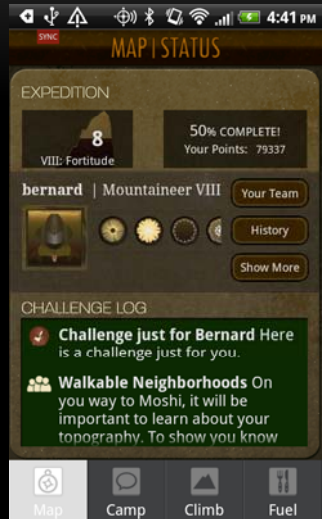 4:41 PM
SYNC
MAP | STATUS
EXPEDITION
8
VIII: Fortitude
50% COMPLETE!
Your Points: 79337
bernard | Mountaineer VIII
Your Team
History
Show More
CHALLENGE LOG
Challenge just for Bernard Here
is a challenge just for you.
Walkable Neighborhoods On
you way to Moshi, it will be
important to learn about your
topography. To show you know
Map
Camp
Climb
Fuel